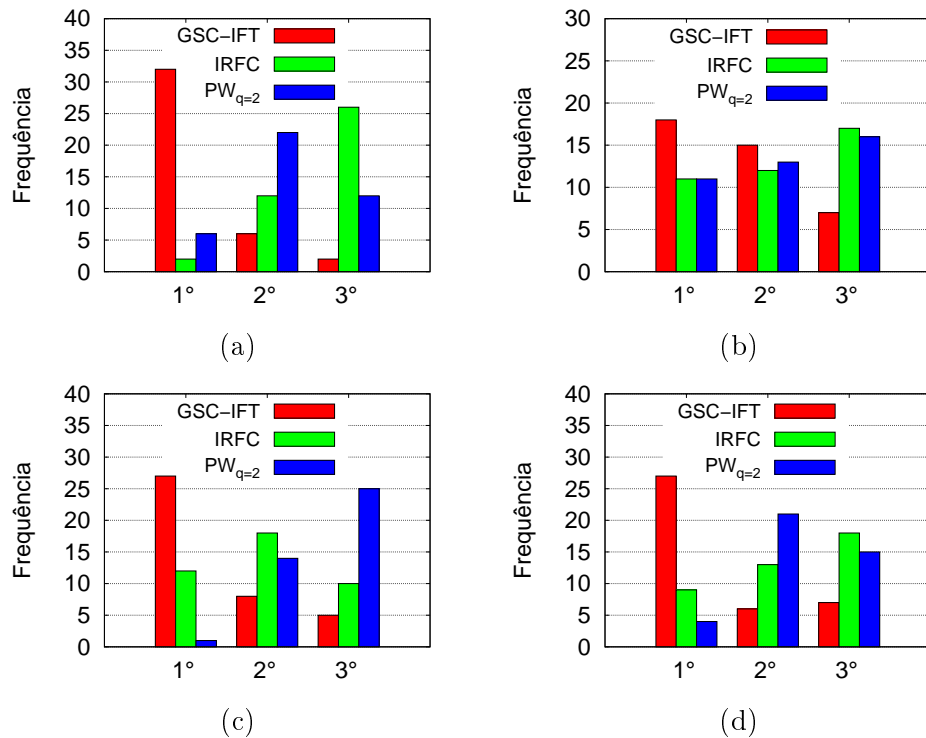 Frequência
40
35
30
25
20
15
10
5
0
GSC−IFT
IRFC
PWq=2
1° 2° 3°
(a)
Frequência
30
25
20
15
10
5
0
GSC−IFT
IRFC
PWq=2
1° 2° 3°
(b)
Frequência
40
35
30
25
20
15
10
5
0
GSC−IFT
IRFC
PWq=2
1° 2° 3°
(c)
Frequência
40
35
30
25
20
15
10
5
0
GSC−IFT
IRFC
PWq=2
1° 2° 3°
(d)